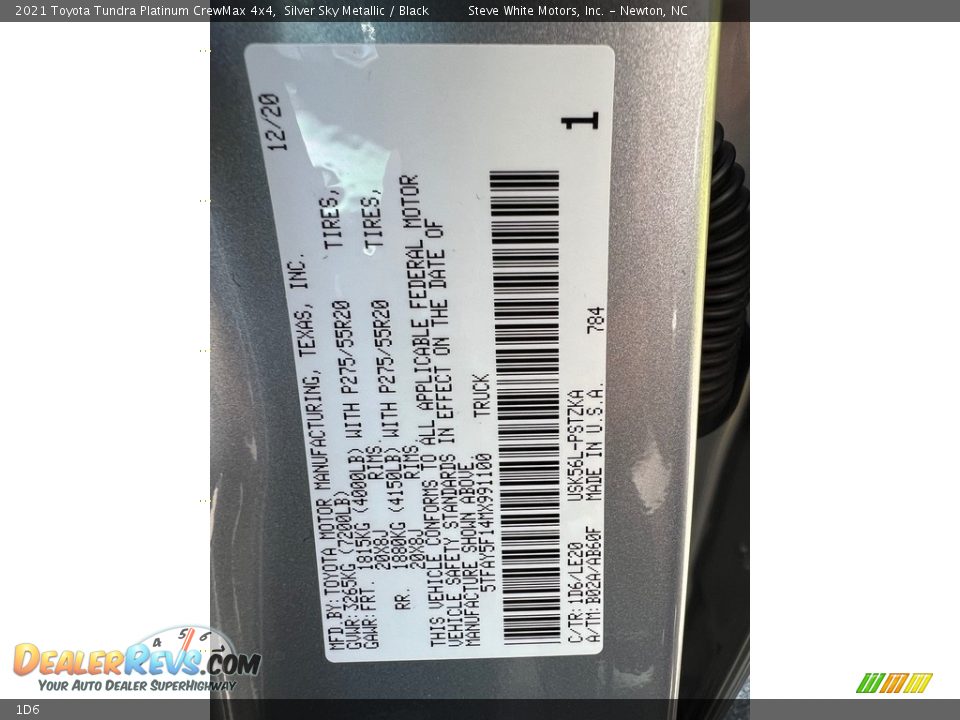 2021 Toyota Tundra Platinum CrewMax 4x4, Silver Sky Metallic / Black Steve White Motors, Inc. - Newton, NC
12/20
MFD.BY:TOYOTA MOTOR MANUFACTURING, TEXAS, INC.
GVWR:3265KG (7200LB)
GAWR:FRT. 1815KG (4000LB) WITH P275/55R20 TIRES,
20X8J RIMS.
RR. 1880KG (4150LB) WITH P275/55R20 TIRES,
20X8J RIMS.
THIS VEHICLE CONFORMS TO ALL APPLICABLE FEDERAL MOTOR
VEHICLE SAFETY STANDARDS IN EFFECT ON THE DATE OF
MANUFACTURE SHOWN ABOVE
5TFAY5F14MX991100 TRUCK
1
C/TR:1D6/LE20 USK56L-PSTZKA 784
A/TM:B02A/AB60F MADE IN U.S.A.
DEALERREVS.COM
YOUR AUTO DEALER SUPERHIGHWAY
4 5 6
1D6